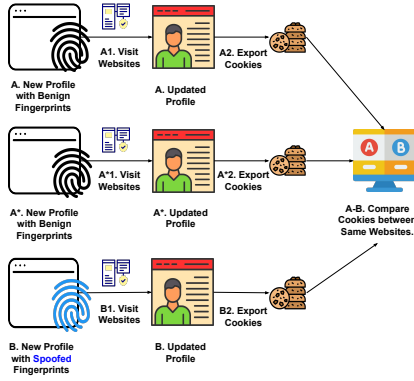 A1. Visit
Websites
A2. Export
Cookies
A. New Profile
with Benign
Fingerprints
A. Updated
Profile
A*1. Visit
Websites
A*2. Export
Cookies
A
B
A*. New Profile
with Benign
Fingerprints
A*. Updated
Profile
A-B. Compare
Cookies between
Same Websites.
B1. Visit
Websites
B2. Export
Cookies
B. New Profile
with Spoofed
Fingerprints
B. Updated
Profile